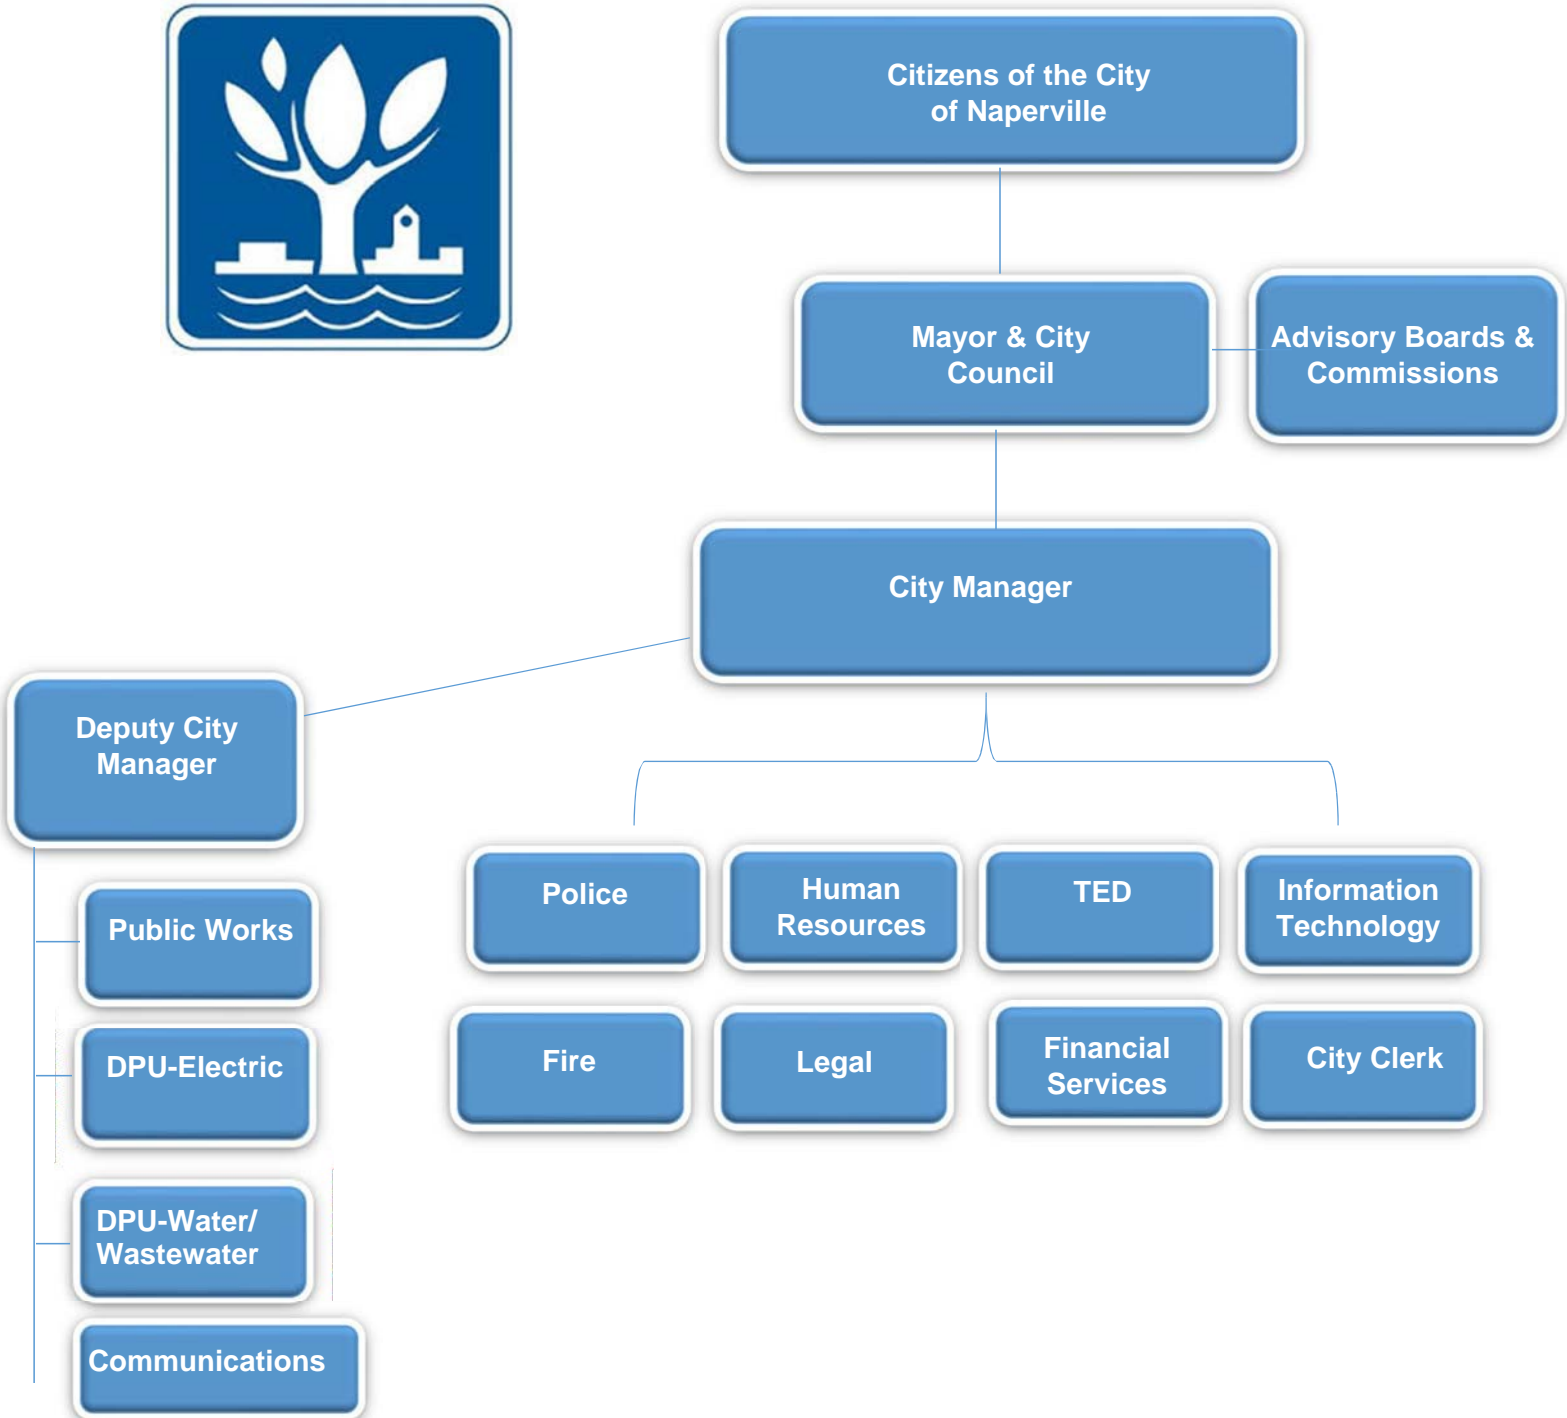 Citizens of the City
of Naperville
Mayor & City
Council
Advisory Boards &
Commissions
City Manager
Deputy City
Manager
Public Works
DPU-Electric
DPU-Water/
Wastewater
Communications
Police
Human
Resources
TED
Information
Technology
Fire
Legal
Financial
Services
City Clerk